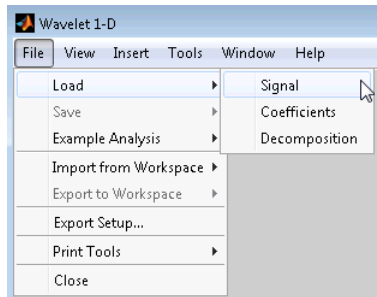 Wavelet 1-D
File View Insert Tools Window Help
Load
Save
Example Analysis
Import from Workspace
Export to Workspace
Export Setup...
Print Tools
Close
Signal
Coefficients
Decomposition